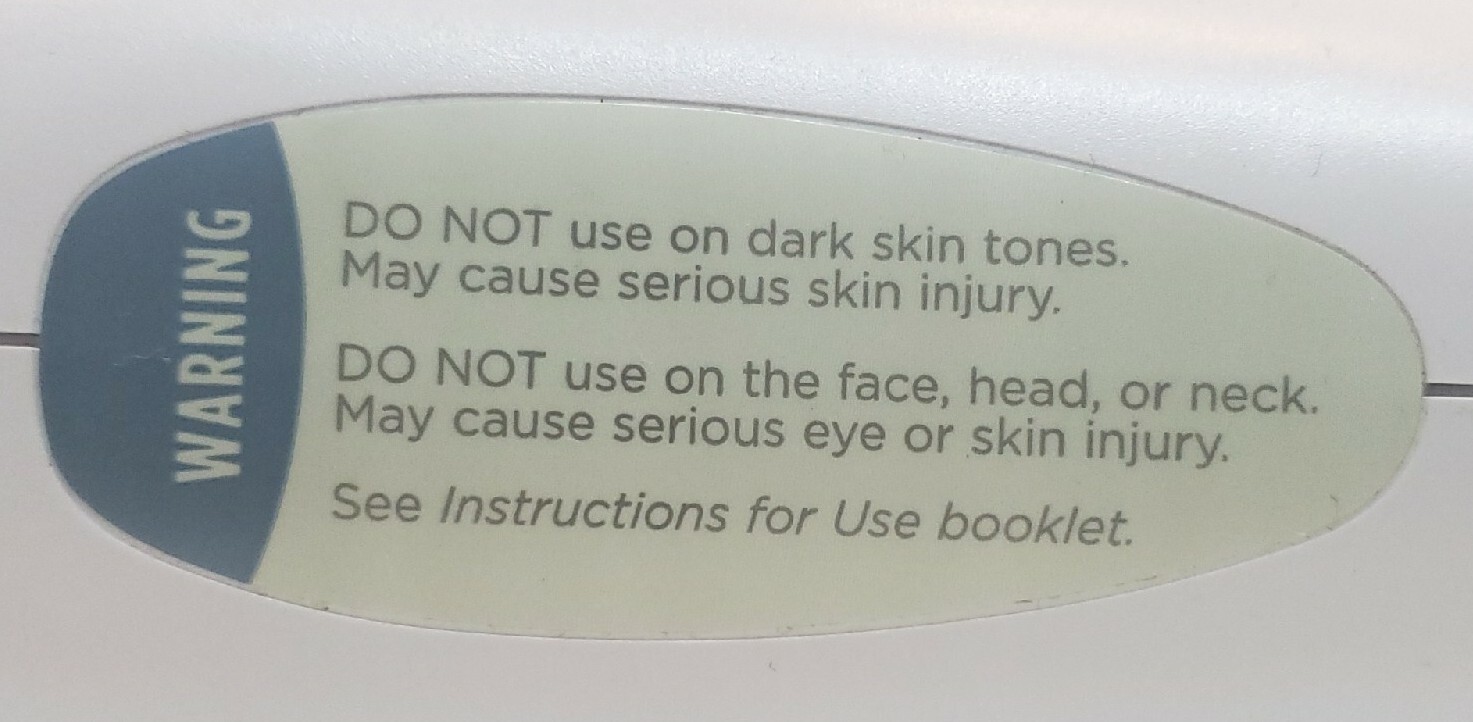 WARNING
DO NOT use on dark skin tones.
May cause serious skin injury.
DO NOT use on the face, head, or neck.
May cause serious eye or skin injury.
See Instructions for Use booklet.